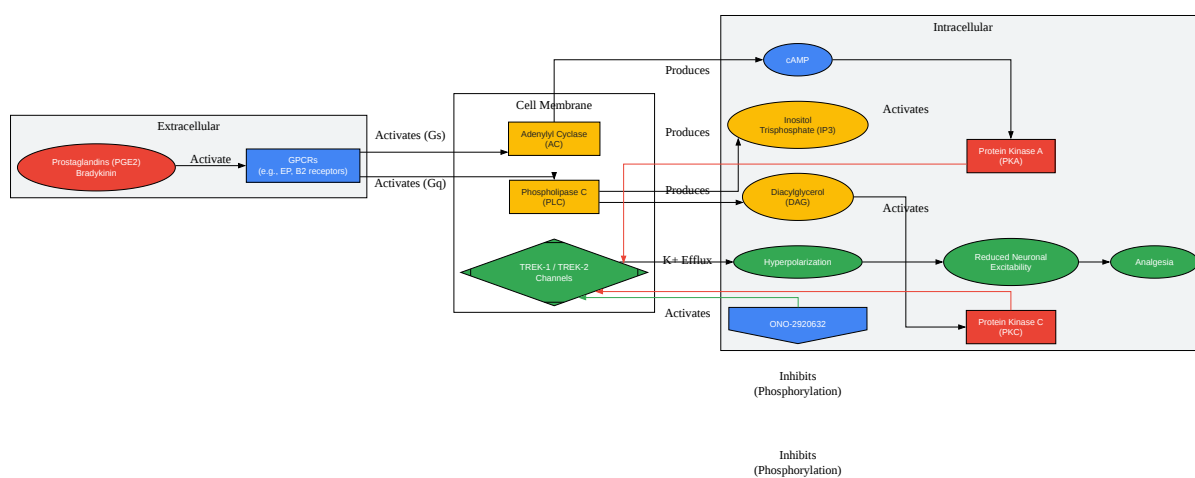 Intracellular
cAMP
Produces
Cell Membrane
Extracellular
Inositol
Trisphosphate (IP3)
Activates
Adenylyl Cyclase
(AC)
Activates (Gs)
Produces
Prostaglandins (PGE2)
Bradykinin
Activate
GPCRs
(e.g., EP, B2 receptors)
Protein Kinase A
(PKA)
Activates (Gq)
Phospholipase C
(PLC)
Produces
Diacylglycerol
(DAG)
Activates
TREK-1 / TREK-2
Channels
K+ Efflux
Hyperpolarization
Reduced Neuronal
Excitability
Analgesia
Activates
ONO-2920632
Protein Kinase C
(PKC)
Inhibits
(Phosphorylation)
Inhibits
(Phosphorylation)